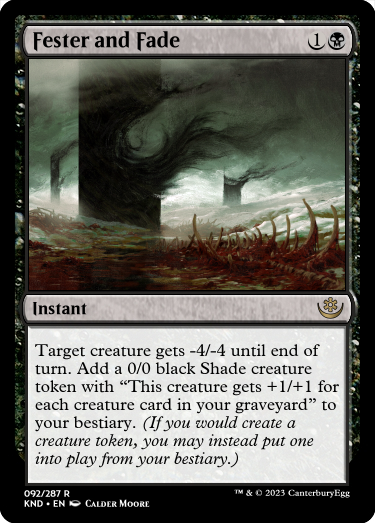 Fester and Fade 1
Instant
Target creature gets -4/-4 until end of
turn. Add a 0/0 black Shade creature
token with “This creature gets +1/+1 for
each creature card in your graveyard” to
your bestiary. (If you would create a
creature token, you may instead put one
into play from your bestiary.)
092/287 R
KND • EN Calder Moore
™ & © 2023 CanterburyEgg